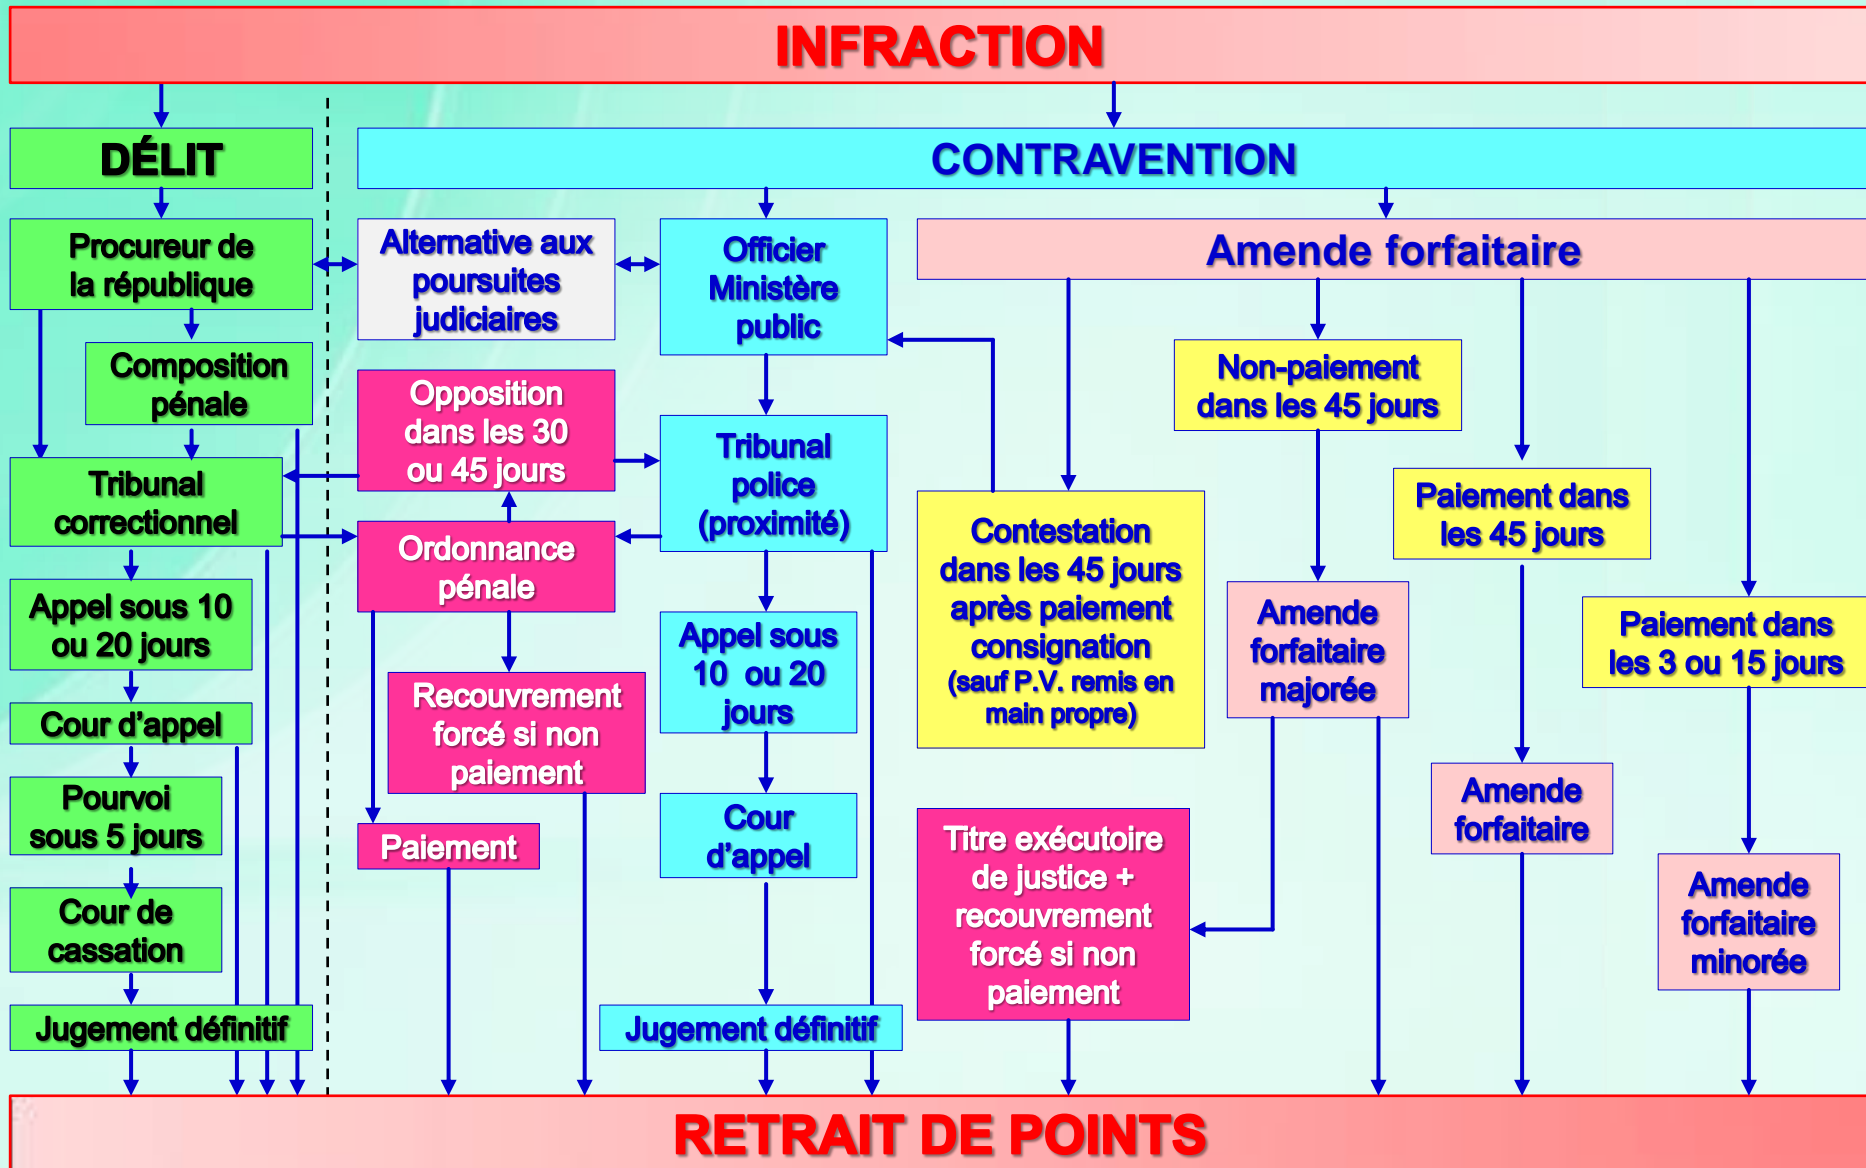 INFRACTION
DÉLIT
CONTRAVENTION
Procureur de
la république
Alternative aux
poursuites
judiciaires
Officier
Ministère
public
Amende forfaitaire
Composition
pénale
Opposition
dans les 30
ou 45 jours
Non-paiement
dans les 45 jours
Tribunal
correctionnel
Tribunal
police
(proximité)
Paiement dans
les 45 jours
Contestation
dans les 45 jours
après paiement
consignation
(sauf P.V. remis en
main propre)
Ordonnance
pénale
Appel sous 10
ou 20 jours
Appel sous
10 ou 20
jours
Amende
forfaitaire
majorée
Paiement dans
les 3 ou 15 jours
Recouvrement
forcé si non
paiement
Cour d’appel
Pourvoi
sous 5 jours
Paiement
Cour
d’appel
Titre exécutoire
de justice +
recouvrement
forcé si non
paiement
Amende
forfaitaire
Amende
forfaitaire
minorée
Cour de
cassation
Jugement définitif
Jugement définitif
RETRAIT DE POINTS